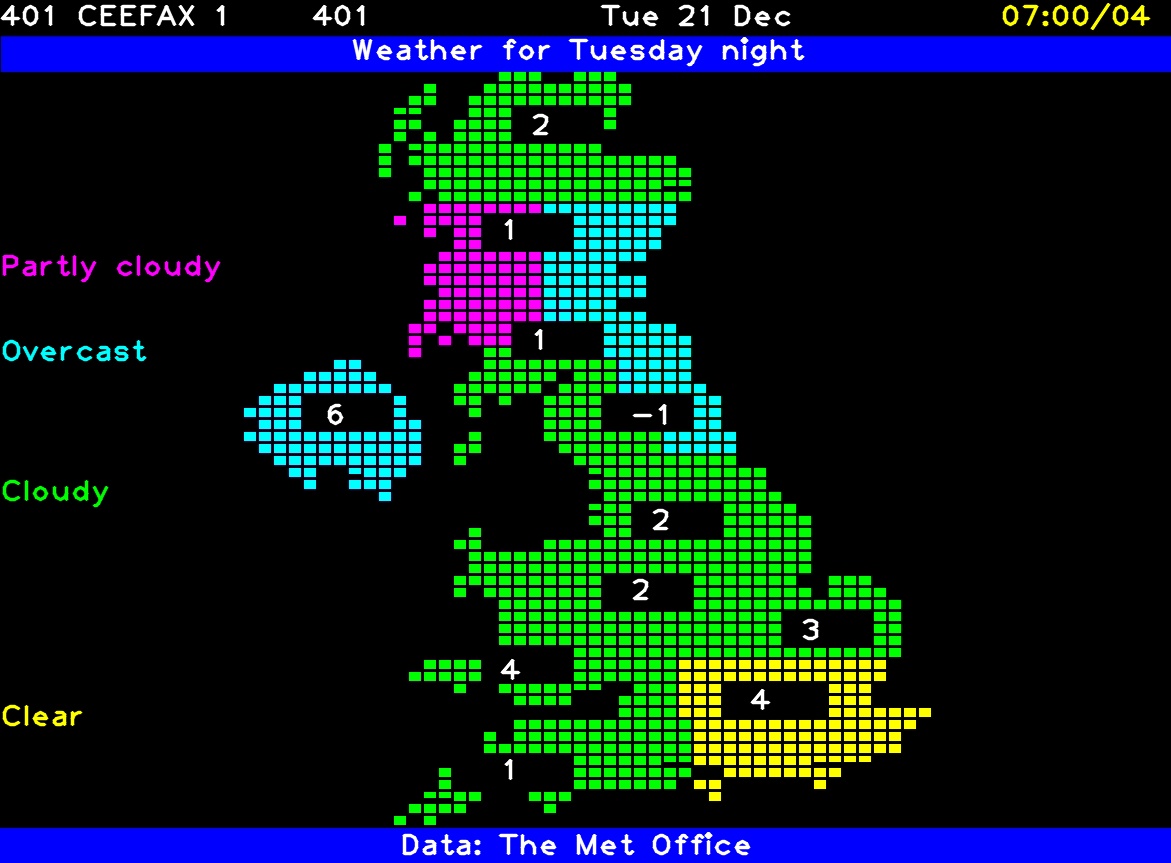 401 CEEFAX 1 401 Tue 21 Dec 07:00/04
Weather for Tuesday night
2
1
Partly cloudy
1
Overcast
6 -1
Cloudy
2
2
3
4
4
Clear
1
Data: The Met Office